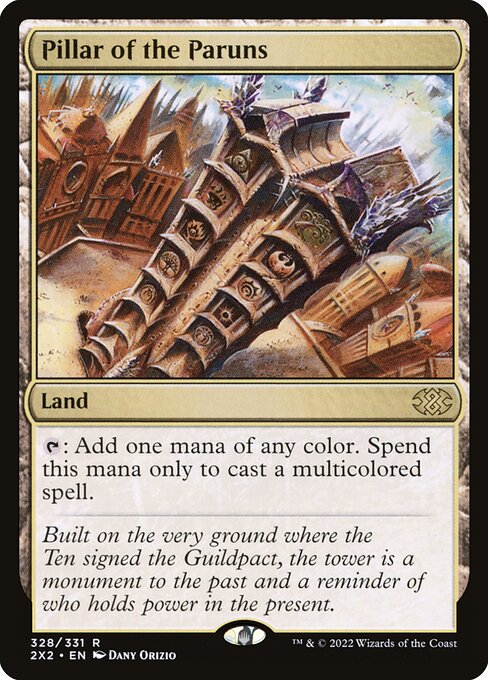 Pillar of the Paruns
Land
: Add one mana of any color. Spend
this mana only to cast a multicolored
spell.
Built on the very ground where the
Ten signed the Guildpact, the tower is a
monument to the past and a reminder of
who holds power in the present.
328/331 R
2X2 • EN Dany Orizio
™ & © 2022 Wizards of the Coast